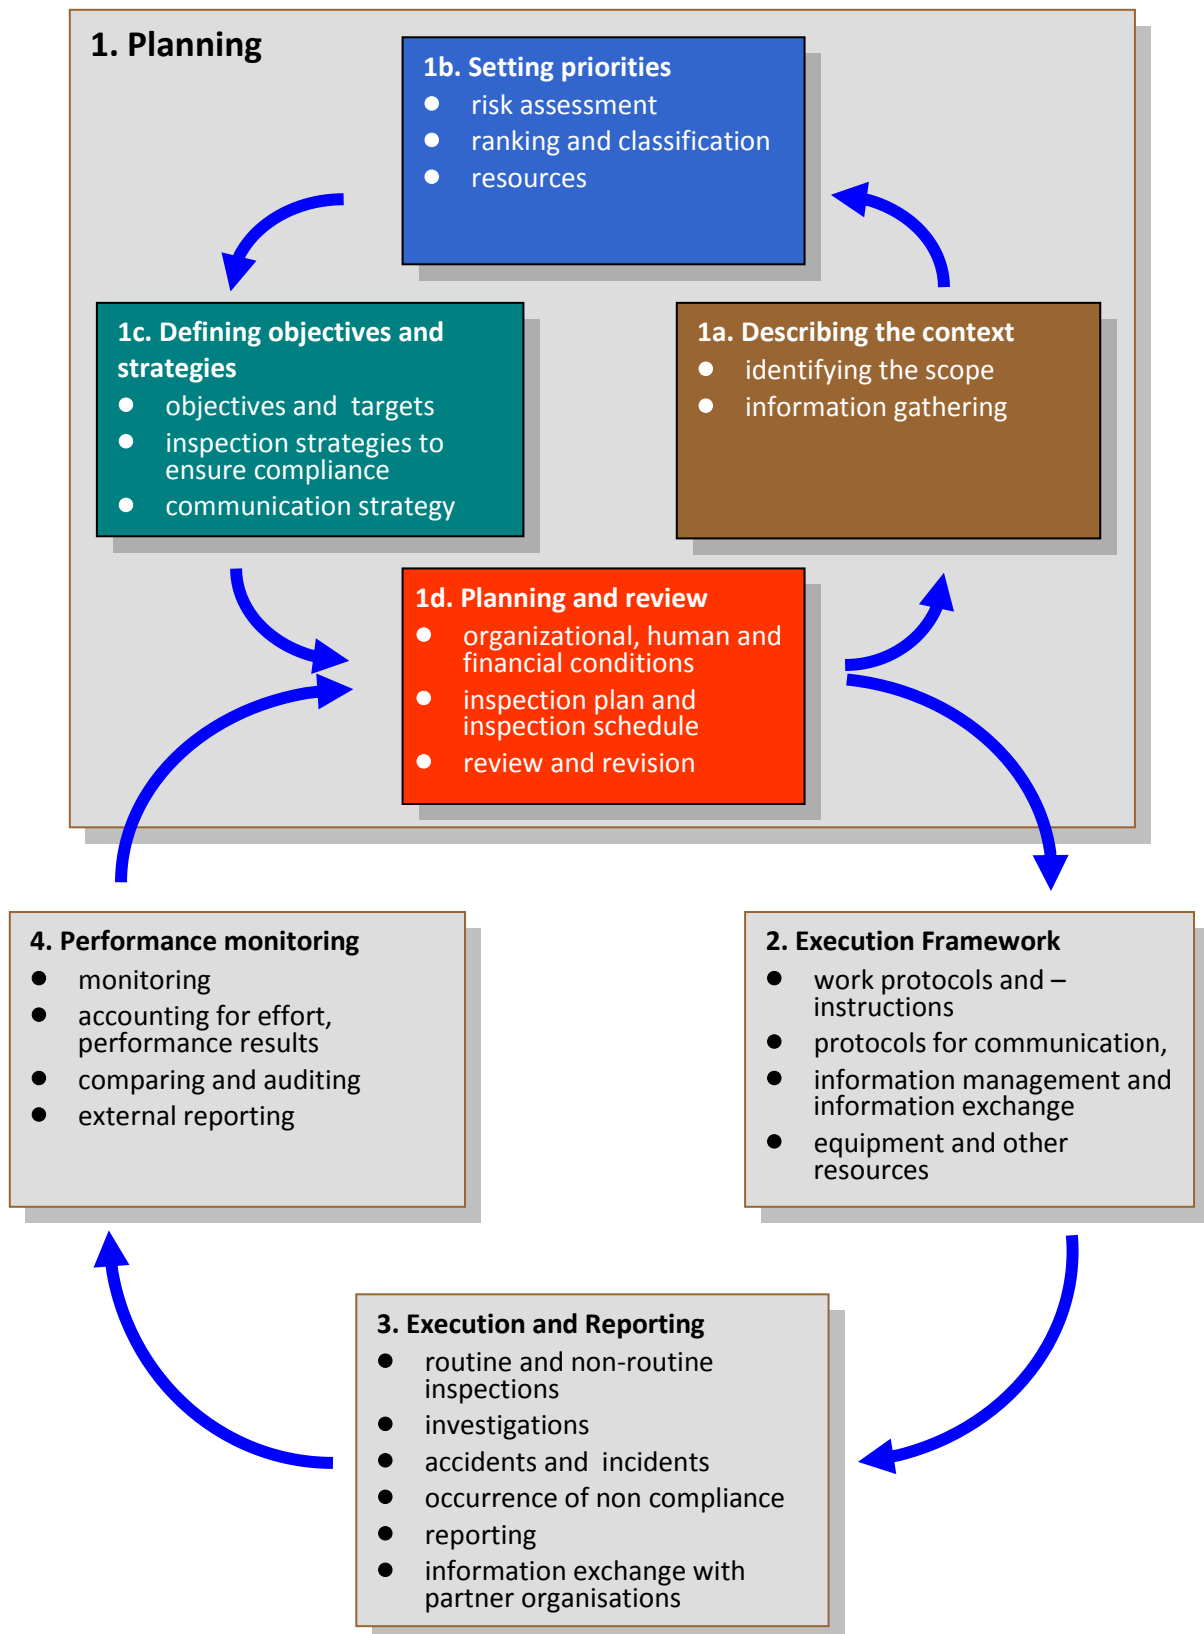 1. Planning
1b. Setting priorities
● risk assessment
● ranking and classification
● resources
1c. Defining objectives and
strategies
● objectives and  targets
● inspection strategies to
ensure compliance
● communication strategy
1a. Describing the context
● identifying the scope
● information gathering
1d. Planning and review
● organizational, human and
financial conditions
● inspection plan and
inspection schedule
● review and revision
4. Performance monitoring
● monitoring
● accounting for effort,
performance results
● comparing and auditing
● external reporting
2. Execution Framework
● work protocols and –
instructions
● protocols for communication,
● information management and
information exchange
● equipment and other
resources
3. Execution and Reporting
● routine and non-routine
inspections
● investigations
● accidents and  incidents
● occurrence of non compliance
● reporting
● information exchange with
partner organisations